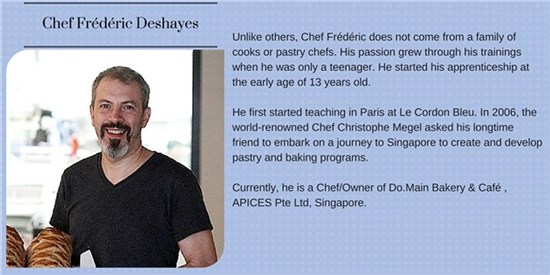 Chef Frédéric Deshayes
Unlike others, Chef Frédéric does not come from a family of
cooks or pastry chefs. His passion grew through his trainings
when he was only a teenager. He started his apprenticeship at
the early age of 13 years old.
He first started teaching in Paris at Le Cordon Bleu. In 2006, the
world-renowned Chef Christophe Megel asked his longtime
friend to embark on a journey to Singapore to create and develop
pastry and baking programs.
Currently, he is a Chef/Owner of Do.Main Bakery & Café ,
APICES Pte Ltd, Singapore.